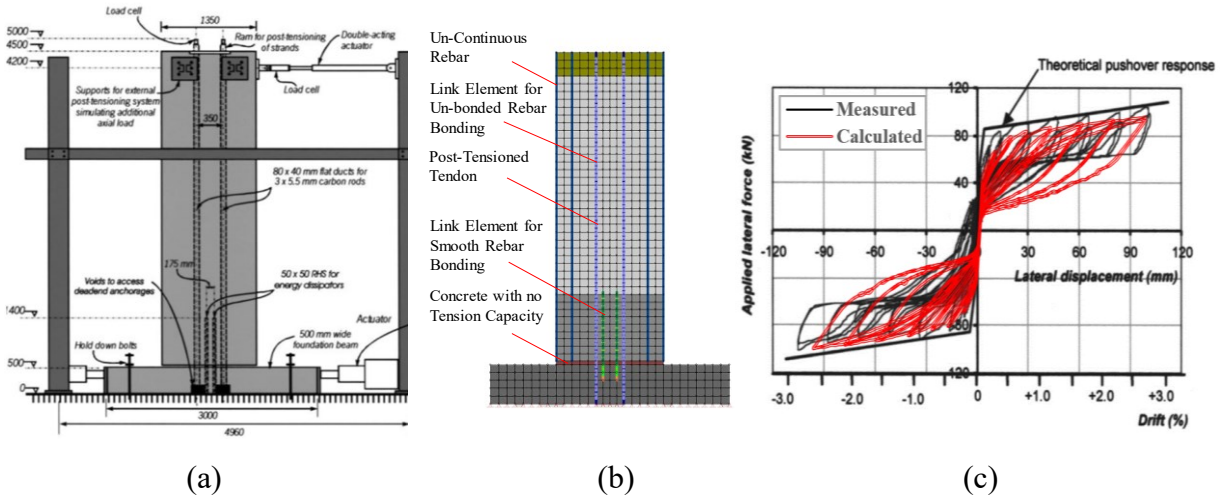 Load cell
1350
5000
4500
4200
Ram for post-tensioning
of strands
Double-acting
actuator
Load cell
Supports for external
post-tensioning system
simulating additional
axial load
350
80 x 40 mm flat ducts for
3 x 5.5 mm carbon rods
175 mm
Voids to access
deadend anchorages
50 x 50 RHS for
energy dissipators
1400
Hold down bolts
500 mm wide
foundation beam
Actuator
500
0
3000
4960
(a)
Un-Continuous
Rebar
Link Element for
Un-bonded Rebar
Bonding
Post-Tensioned
Tendon
Link Element for
Smooth Rebar
Bonding
Concrete with no
Tension Capacity
(b)
Theoretical pushover response
120
Measured
Calculated
80
40
-120 -90 -60 -30 0 30 60 90 120
Lateral displacement (mm)
Applied lateral force (kN)
-80
120
-3.0 -2.0 -1.0 0 +1.0 +2.0 +3.0
Drift (%)
(c)